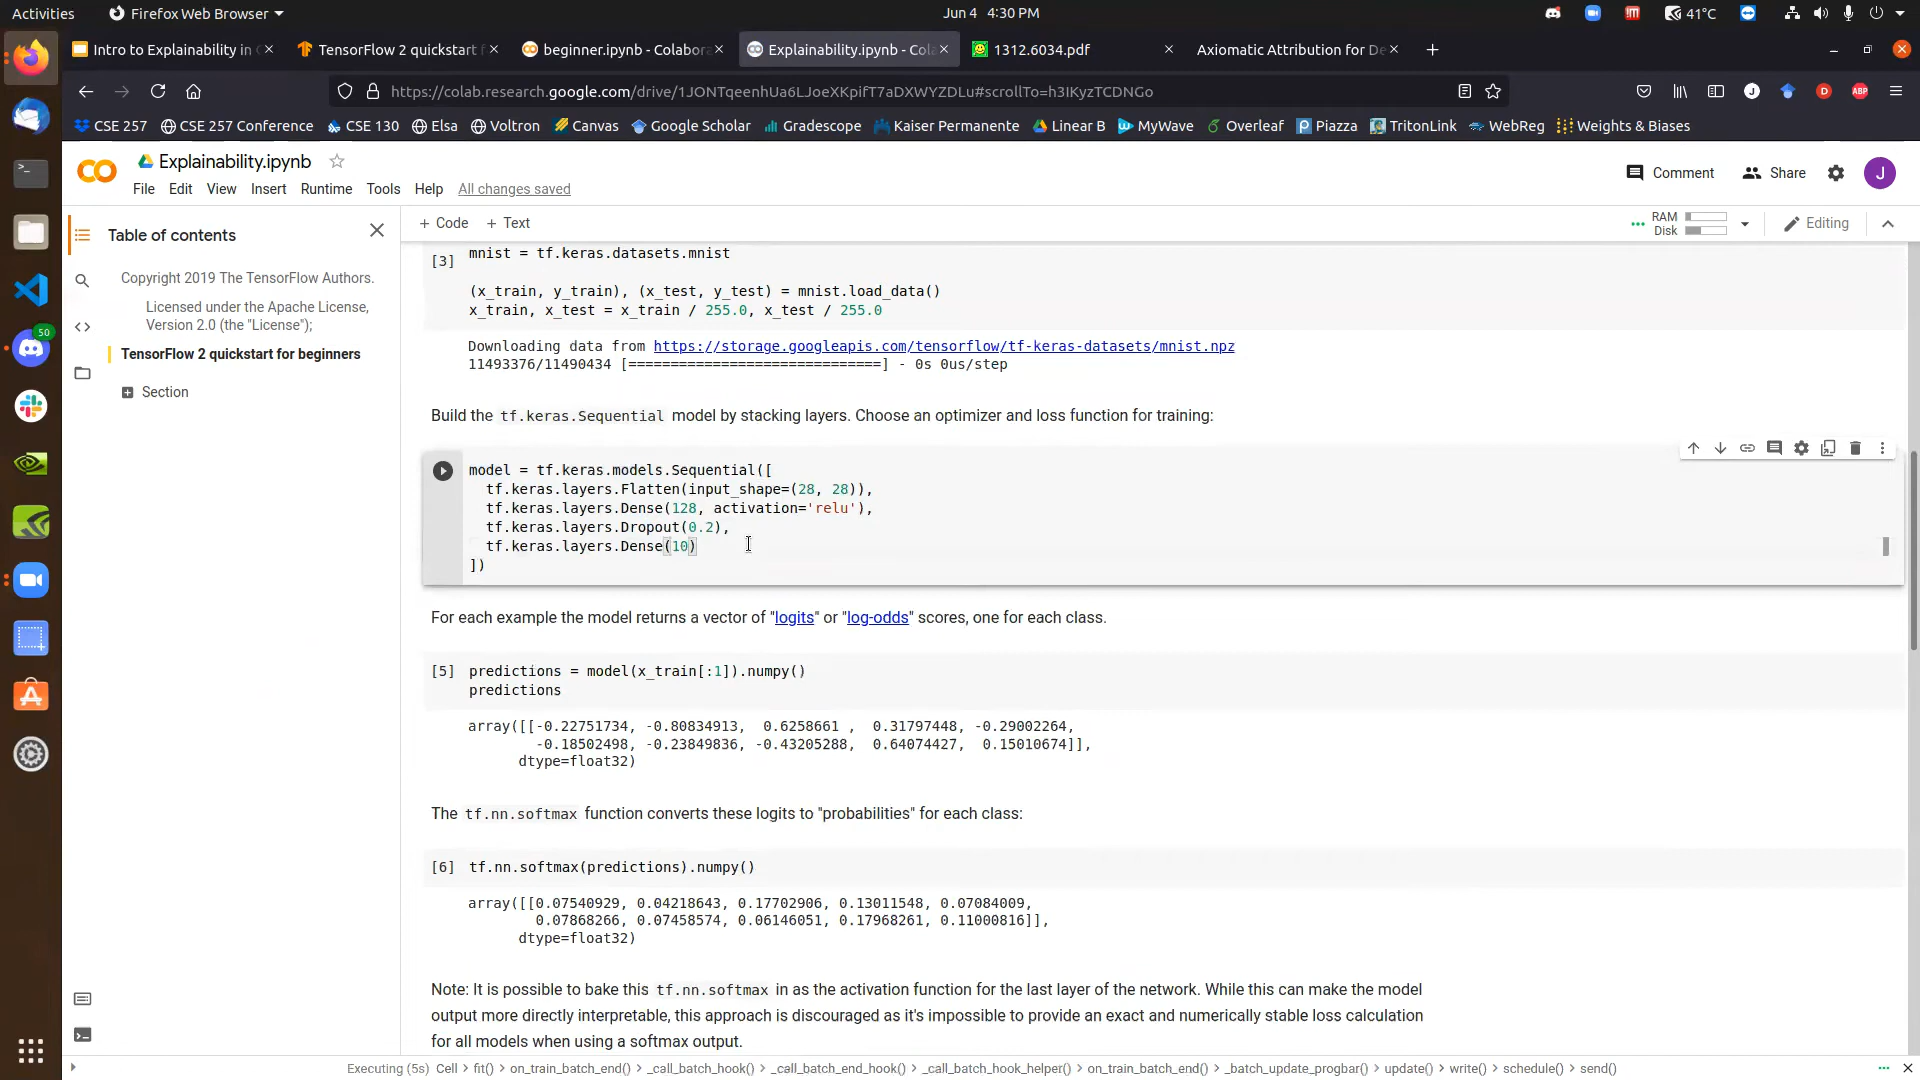 Activities
Firefox Web Browser
Jun 4 4:30 PM
41°C
Intro to Explainability in C
TensorFlow 2 quickstart f
beginner.ipynb - Colabora
Explainability.ipynb - Cola
1312.6034.pdf
Axiomatic Attribution for De
https://colab.research.google.com/drive/1JONTqeenhUa6LJoeXKpifT7aDXWYZDLu#scrollTo=h3IKyzTCDNGo
CSE 257
CSE 257 Conference
CSE 130
Elsa
Voltron
Canvas
Google Scholar
Gradescope
Kaiser Permanente
Linear B
MyWave
Overleaf
Piazza
TritonLink
WebReg
Weights & Biases
Explainability.ipynb
Comment
Share
J
File Edit View Insert Runtime Tools Help All changes saved
+ Code + Text
RAM
Disk
Editing
Table of contents
Copyright 2019 The TensorFlow Authors.
Licensed under the Apache License,
Version 2.0 (the "License");
TensorFlow 2 quickstart for beginners
Section
50
[3] mnist = tf.keras.datasets.mnist
(x_train, y_train), (x_test, y_test) = mnist.load_data()
x_train, x_test = x_train / 255.0, x_test / 255.0
Downloading data from https://storage.googleapis.com/tensorflow/tf-keras-datasets/mnist.npz
11493376/11490434 [==============================] - 0s 0us/step
Build the tf.keras.Sequential model by stacking layers. Choose an optimizer and loss function for training:
model = tf.keras.models.Sequential([
tf.keras.layers.Flatten(input_shape=(28, 28)),
tf.keras.layers.Dense(128, activation='relu'),
tf.keras.layers.Dropout(0.2),
tf.keras.layers.Dense(10)
])
For each example the model returns a vector of "logits" or "log-odds" scores, one for each class.
[5] predictions = model(x_train[:1]).numpy()
predictions
array([[-0.22751734, -0.80834913, 0.6258661 , 0.31797448, -0.29002264,
-0.18502498, -0.23849836, -0.43205288, 0.64074427, 0.15010674]],
dtype=float32)
The tf.nn.softmax function converts these logits to "probabilities" for each class:
[6] tf.nn.softmax(predictions).numpy()
array([[0.07540929, 0.04218643, 0.17702906, 0.13011548, 0.07084009,
0.07868266, 0.07458574, 0.06146051, 0.17968261, 0.11000816]],
dtype=float32)
Note: It is possible to bake this tf.nn.softmax in as the activation function for the last layer of the network. While this can make the model
output more directly interpretable, this approach is discouraged as it's impossible to provide an exact and numerically stable loss calculation
for all models when using a softmax output.
Executing (5s) Cell > fit() > on_train_batch_end() > _call_batch_hook() > _call_batch_end_hook() > _call_batch_hook_helper() > on_train_batch_end() > _batch_update_progbar() > update() > write() > schedule() > send()